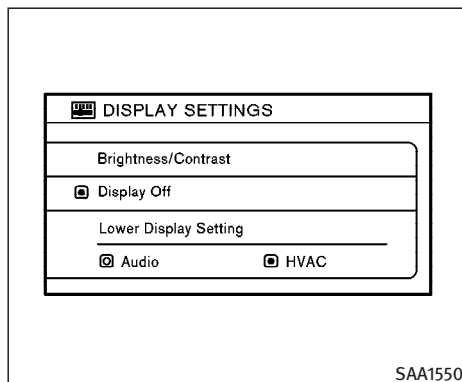 DISPLAY SETTINGS
Brightness/Contrast
Display Off
Lower Display Setting
Audio HVAC
SAA1550